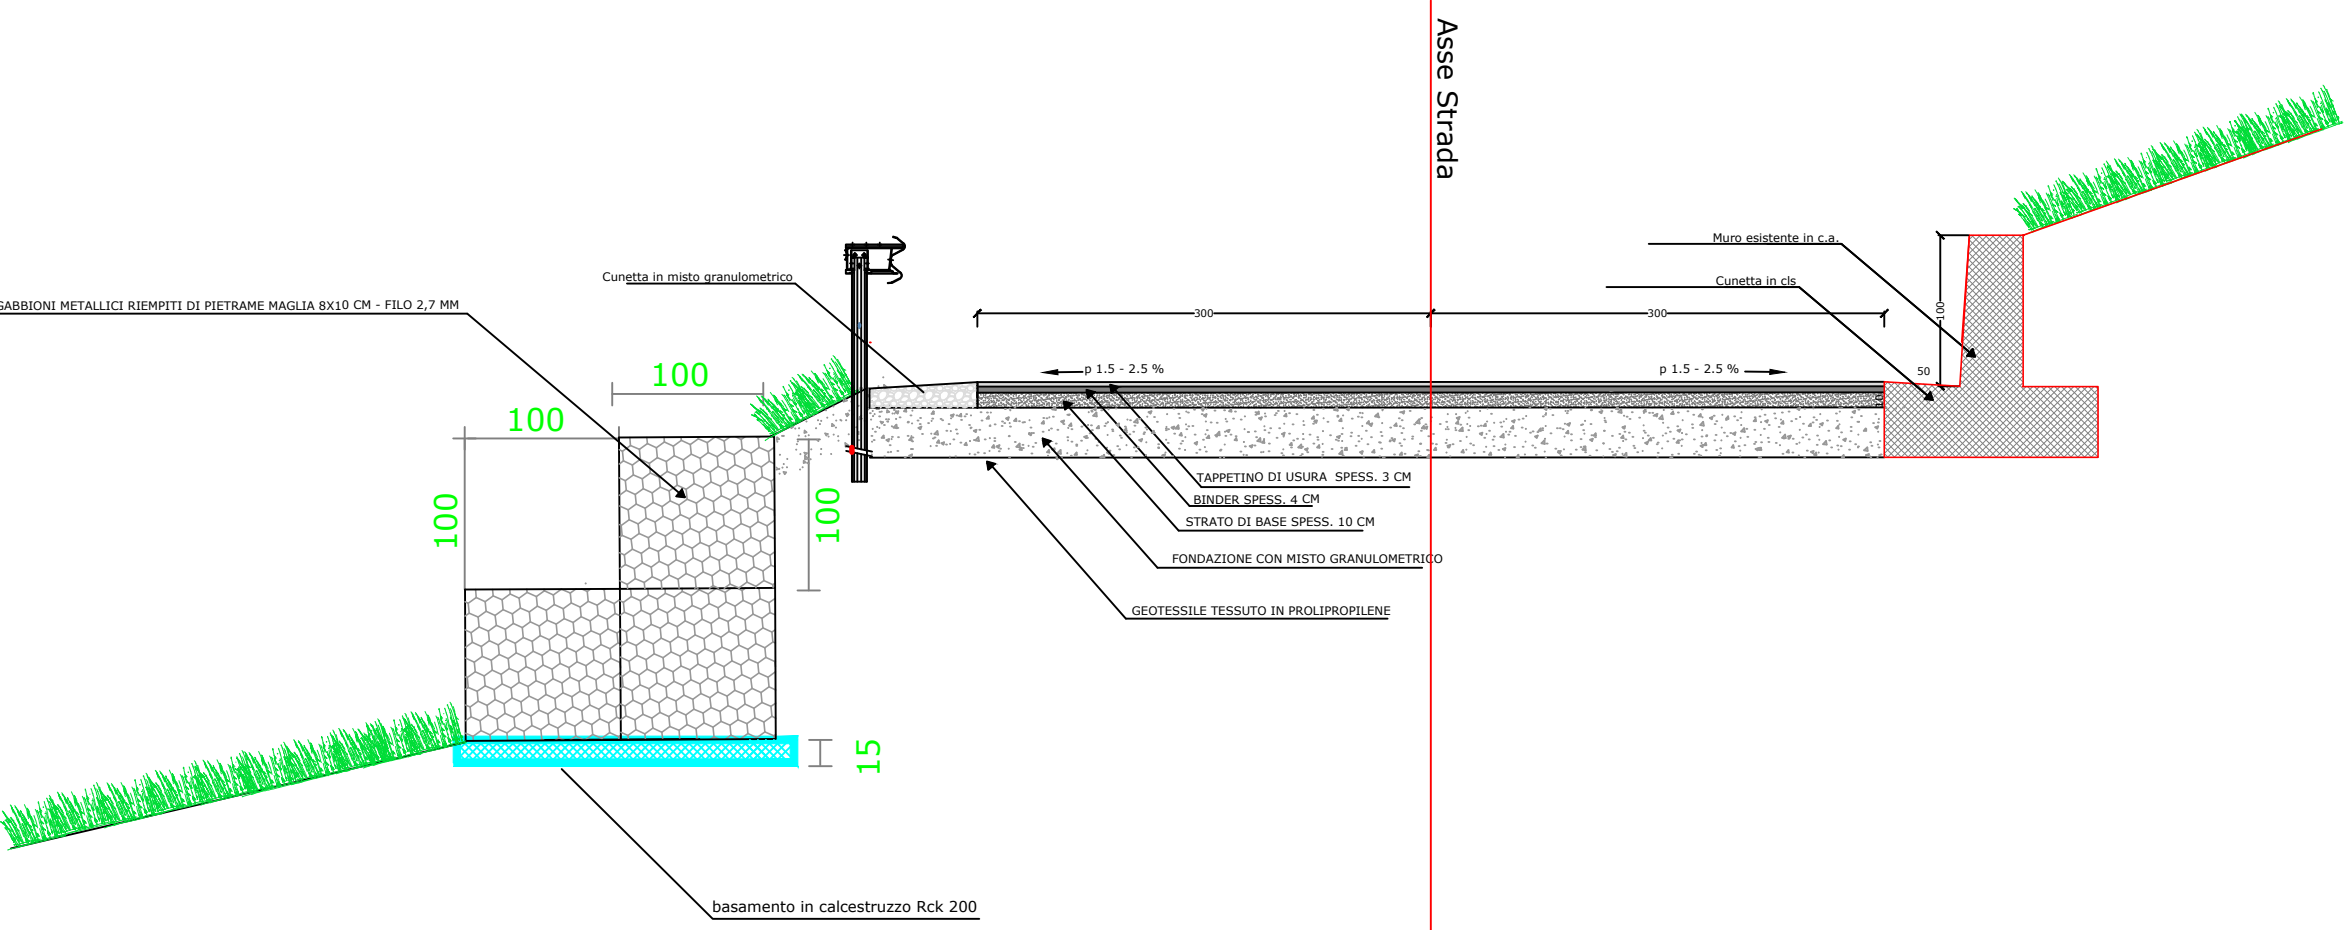 Asse Strada
Muro esistente in c.a.
Cunetta in misto granulometrico
Cunetta in cls
GABBIONI METALLICI RIEMPITI DI PIETRAME MAGLIA 8X10 CM - FILO 2,7 MM
300
300
100
p 1.5 - 2.5 %
p 1.5 - 2.5 %
50
100
10
100
100
100
TAPPETINO DI USURA SPESS. 3 CM
BINDER SPESS. 4 CM
STRATO DI BASE SPESS. 10 CM
FONDAZIONE CON MISTO GRANULOMETRICO
GEOTESSILE TESSUTO IN PROLIPROPILENE
15
basamento in calcestruzzo Rck 200